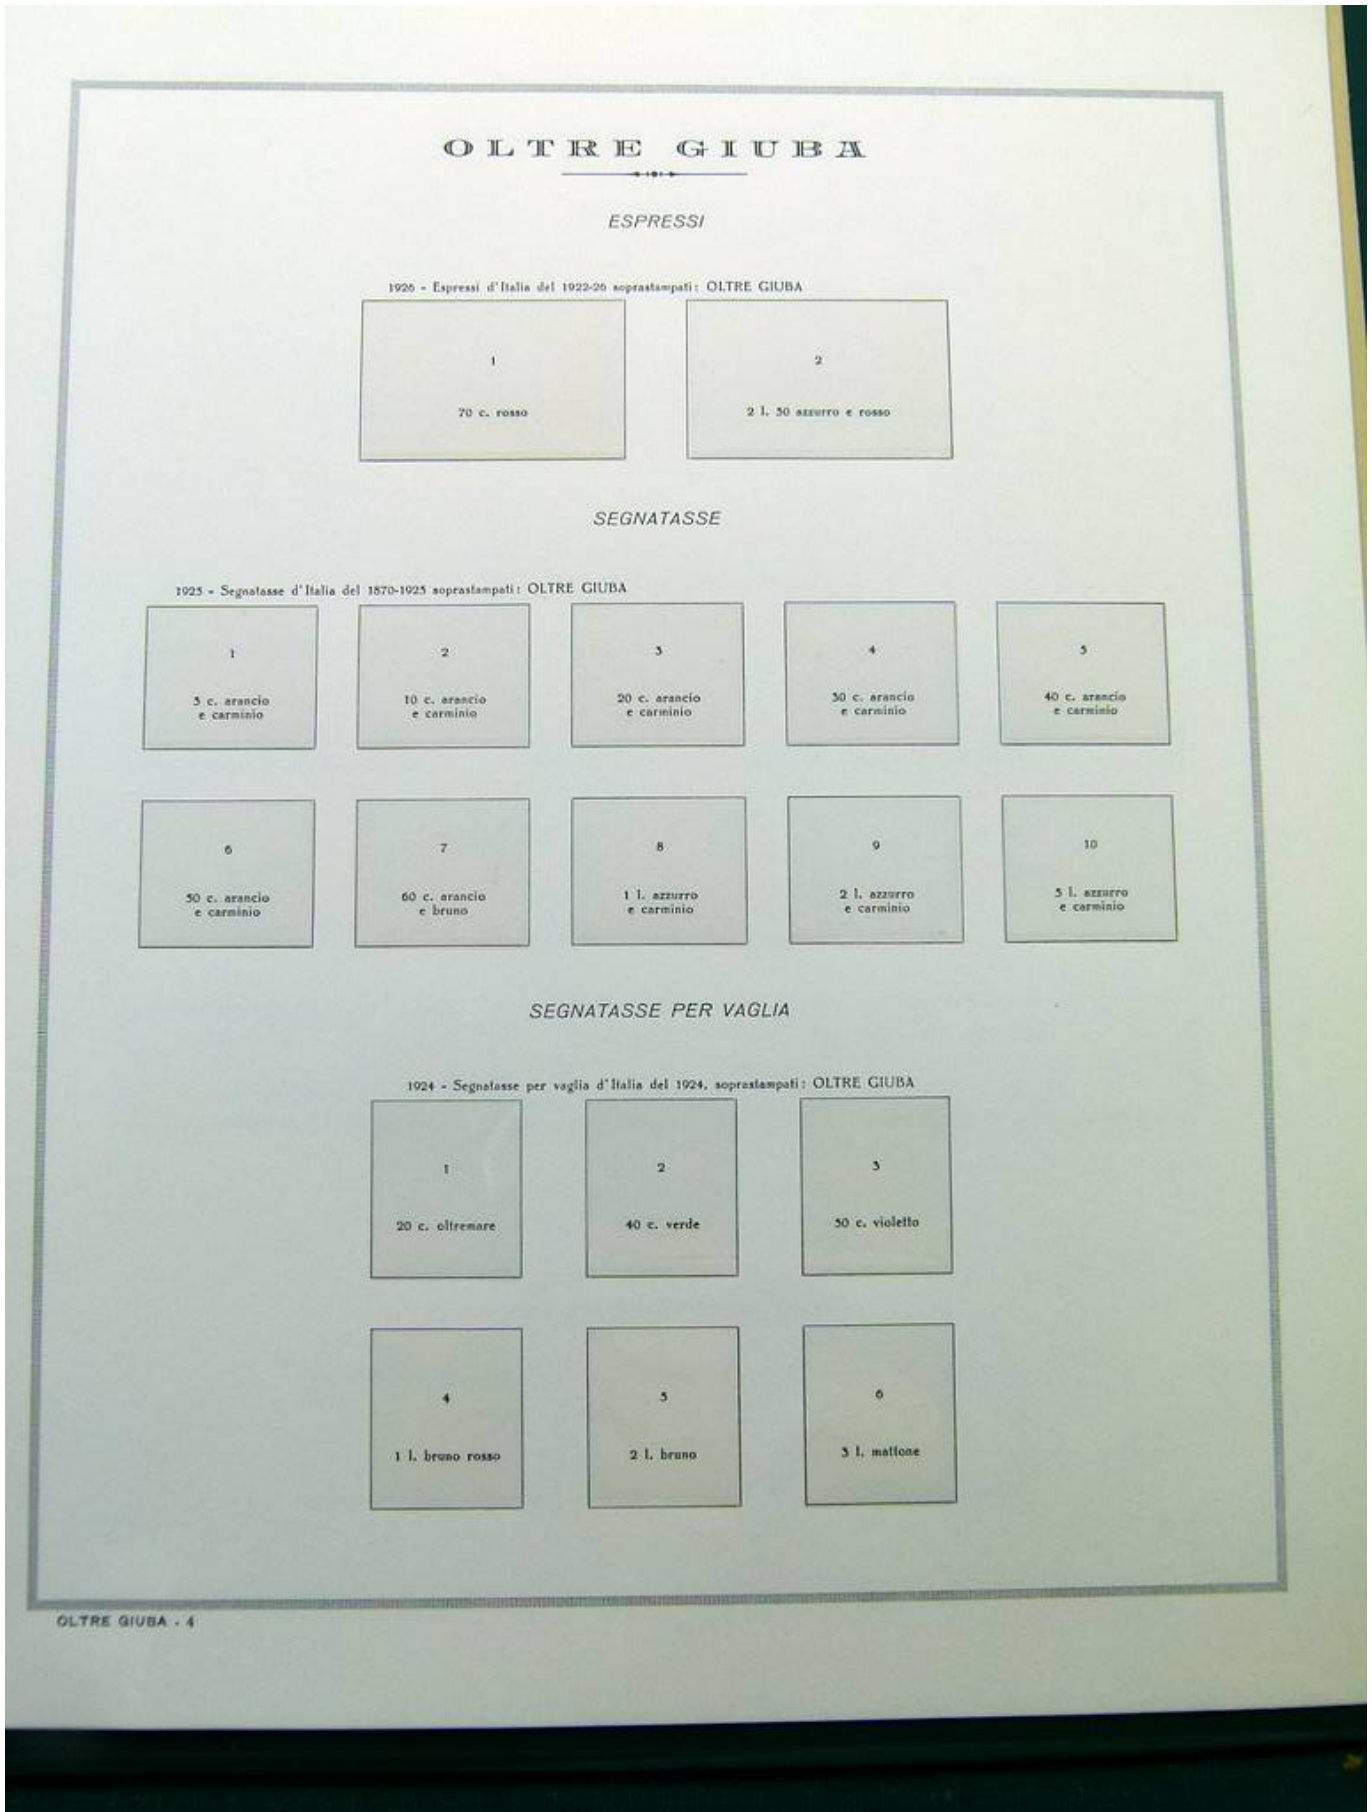 OLTRE GIUBA
ESPRESSI
1926 - Espressi d'Italia del 1922-26 soprastampati: OLTRE GIUBA
1
70 c. rosso
2
2 l. 50 azzurro e rosso
SEGNATASSE
1925 - Segnatasse d'Italia del 1870-1925 soprastampati: OLTRE GIUBA
1
5 c. arancio
e carminio
2
10 c. arancio
e carminio
3
20 c. arancio
e carminio
4
30 c. arancio
e carminio
5
40 c. arancio
e carminio
6
50 c. arancio
e carminio
7
60 c. arancio
e bruno
8
1 l. azzurro
e carminio
9
2 l. azzurro
e carminio
10
5 l. azzurro
e carminio
SEGNATASSE PER VAGLIA
1924 - Segnatasse per vaglia d'Italia del 1924, soprastampati: OLTRE GIUBA
1
20 c. oltremare
2
40 c. verde
3
50 c. violetto
4
1 l. bruno rosso
5
2 l. bruno
6
3 l. mattone
OLTRE GIUBA - 4